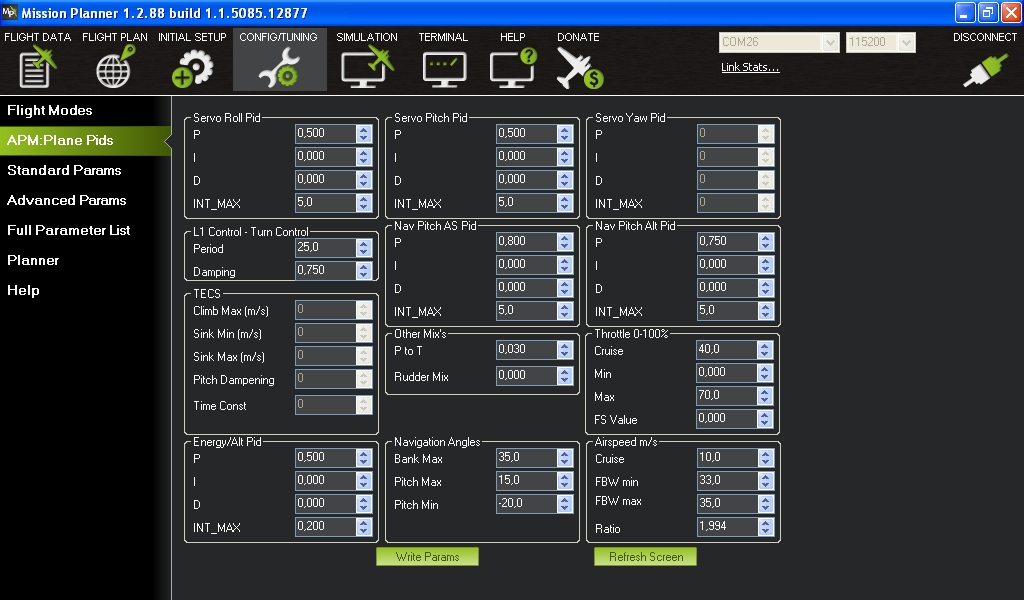 Mission Planner 1.2.88 build 1.1.5085.12877
FLIGHT DATA FLIGHT PLAN INITIAL SETUP CONFIG/TUNING SIMULATION TERMINAL HELP DONATE COM26 115200 DISCONNECT
Link Stats...
Flight Modes
APM:Plane Pids
Standard Params
Advanced Params
Full Parameter List
Planner
Help
Servo Roll Pid
P 0,500
I 0,000
D 0,000
INT_MAX 5,0
Servo Pitch Pid
P 0,500
I 0,000
D 0,000
INT_MAX 5,0
Servo Yaw Pid
P 0
I 0
D 0
INT_MAX 0
L1 Control - Turn Control
Period 25,0
Damping 0,750
Nav Pitch AS Pid
P 0,800
I 0,000
D 0,000
INT_MAX 5,0
Nav Pitch Alt Pid
P 0,750
I 0,000
D 0,000
INT_MAX 5,0
TECS
Climb Max (m/s) 0
Sink Min (m/s) 0
Sink Max (m/s) 0
Pitch Dampening 0
Time Const 0
Other Mix's
P to T 0,030
Rudder Mix 0,000
Throttle 0-100%
Cruise 40,0
Min 0,000
Max 70,0
FS Value 0,000
Energy/Alt Pid
P 0,500
I 0,000
D 0,000
INT_MAX 0,200
Navigation Angles
Bank Max 35,0
Pitch Max 15,0
Pitch Min -20,0
Airspeed m/s
Cruise 10,0
FBW min 33,0
FBW max 35,0
Ratio 1,994
Write Params Refresh Screen